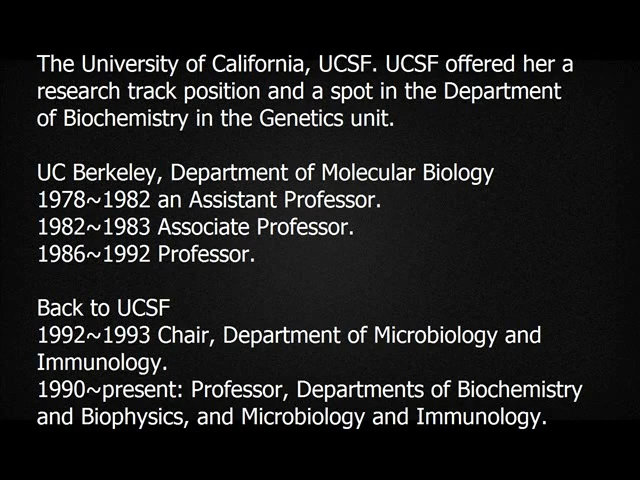 The University of California, UCSF. UCSF offered her a
research track position and a spot in the Department
of Biochemistry in the Genetics unit.
UC Berkeley, Department of Molecular Biology
1978~1982 an Assistant Professor.
1982~1983 Associate Professor.
1986~1992 Professor.
Back to UCSF
1992~1993 Chair, Department of Microbiology and
Immunology.
1990~present: Professor, Departments of Biochemistry
and Biophysics, and Microbiology and Immunology.